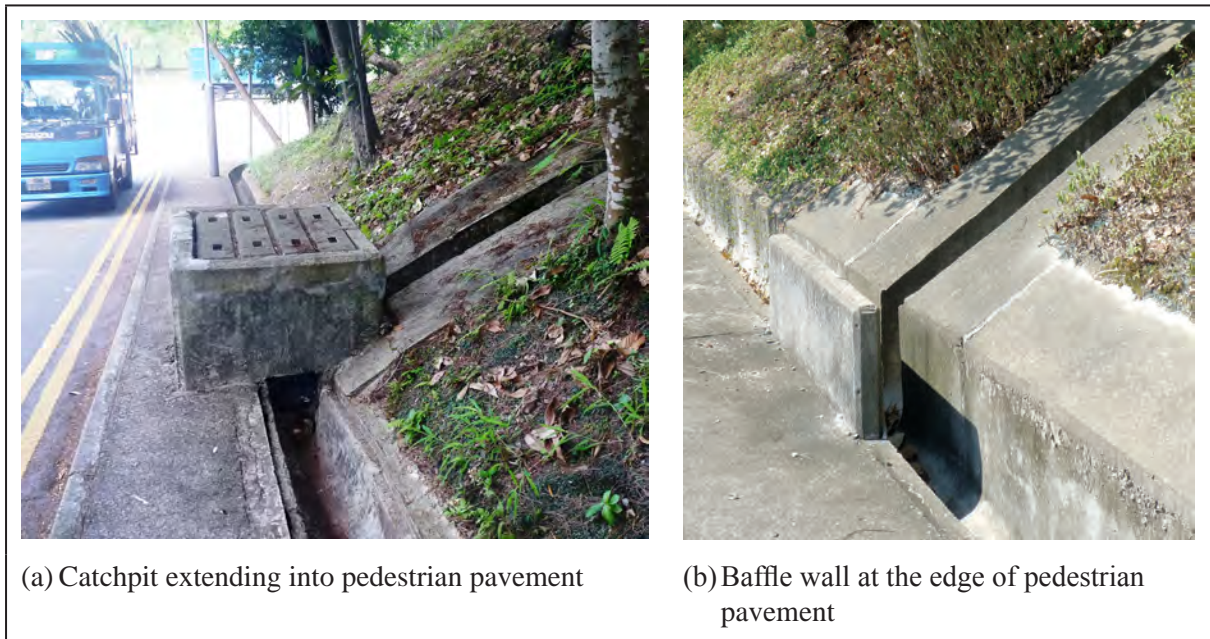 (a) Catchpit extending into pedestrian pavement
(b) Baffle wall at the edge of pedestrian
pavement